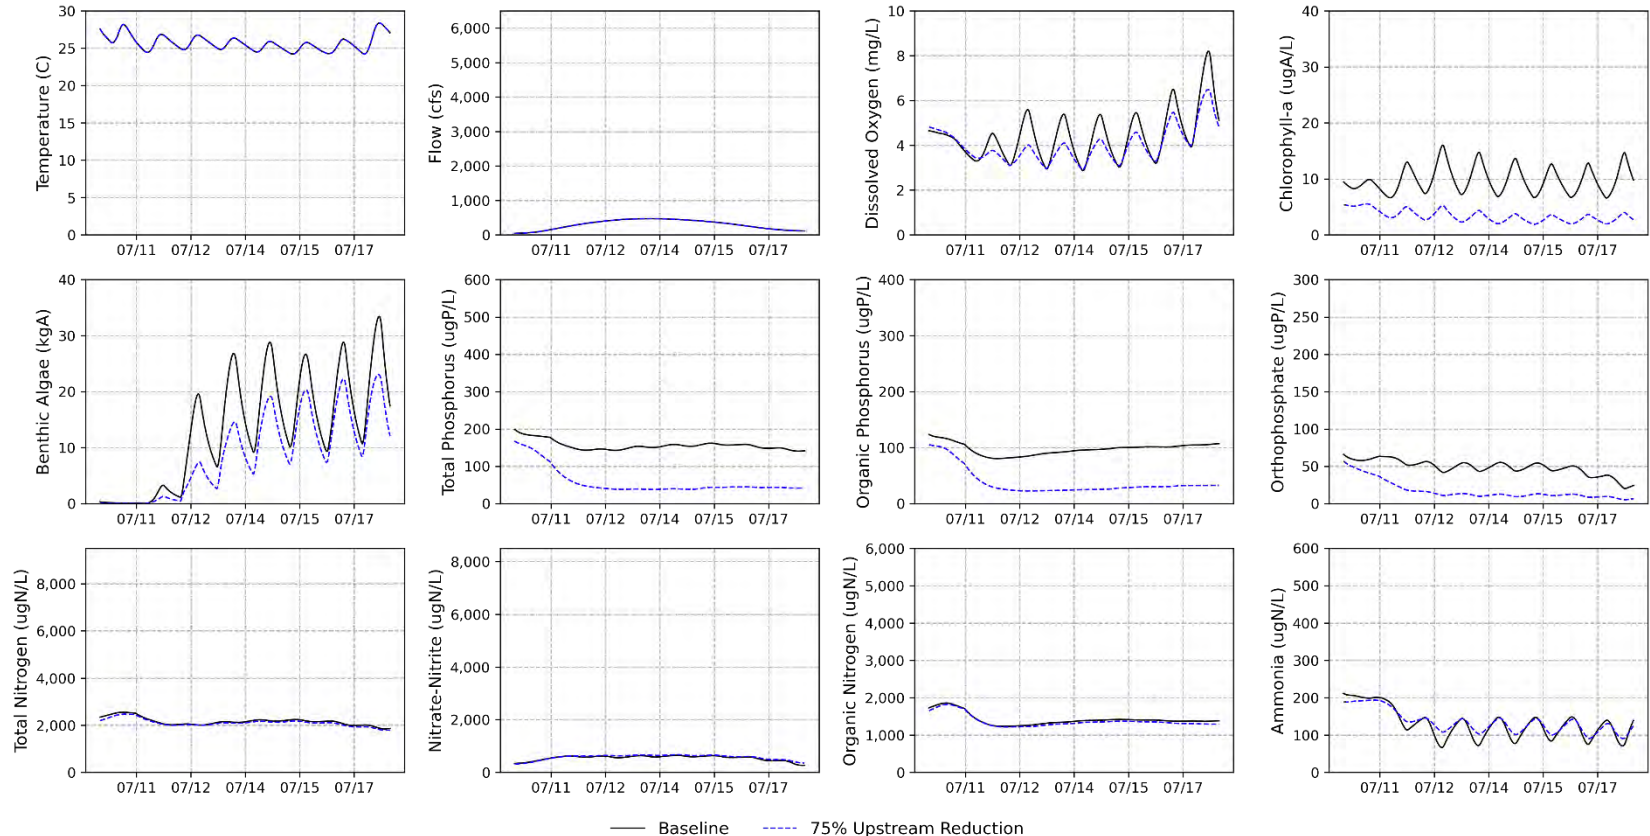 Temperature (C)
30
25
20
15
10
5
0
07/11 07/12 07/14 07/15 07/17
Flow (cfs)
6,000
5,000
4,000
3,000
2,000
1,000
0
07/11 07/12 07/14 07/15 07/17
Dissolved Oxygen (mg/L)
10
8
6
4
2
0
07/11 07/12 07/14 07/15 07/17
Chlorophyll-a (ugA/L)
40
30
20
10
0
07/11 07/12 07/14 07/15 07/17
Benthic Algae (kgA)
40
30
20
10
0
07/11 07/12 07/14 07/15 07/17
Total Phosphorus (ugP/L)
600
500
400
300
200
100
0
07/11 07/12 07/14 07/15 07/17
Organic Phosphorus (ugP/L)
400
300
200
100
0
07/11 07/12 07/14 07/15 07/17
Orthophosphate (ugP/L)
300
250
200
150
100
50
0
07/11 07/12 07/14 07/15 07/17
Total Nitrogen (ugN/L)
8,000
6,000
4,000
2,000
0
07/11 07/12 07/14 07/15 07/17
Nitrate-Nitrite (ugN/L)
8,000
6,000
4,000
2,000
0
07/11 07/12 07/14 07/15 07/17
Organic Nitrogen (ugN/L)
6,000
5,000
4,000
3,000
2,000
1,000
0
07/11 07/12 07/14 07/15 07/17
Ammonia (ugN/L)
600
500
400
300
200
100
0
07/11 07/12 07/14 07/15 07/17
Baseline
75% Upstream Reduction